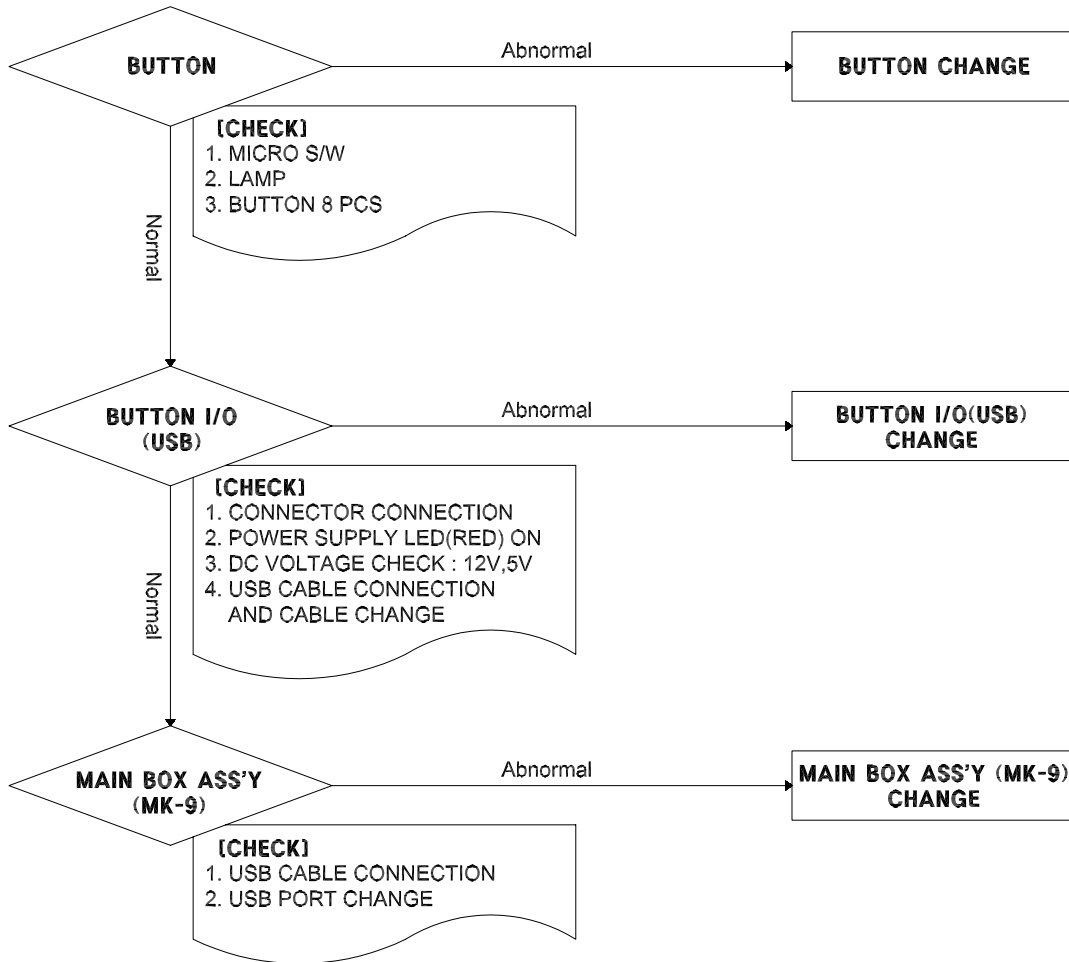 BUTTON
Abnormal
BUTTON CHANGE
[CHECK]
1. MICRO S/W
2. LAMP
3. BUTTON 8 PCS
Normal
BUTTON I/O
(USB)
Abnormal
BUTTON I/O(USB)
CHANGE
[CHECK]
1. CONNECTOR CONNECTION
2. POWER SUPPLY LED(RED) ON
3. DC VOLTAGE CHECK : 12V,5V
4. USB CABLE CONNECTION
AND CABLE CHANGE
Normal
MAIN BOX ASS'Y
(MK-9)
Abnormal
MAIN BOX ASS'Y (MK-9)
CHANGE
[CHECK]
1. USB CABLE CONNECTION
2. USB PORT CHANGE